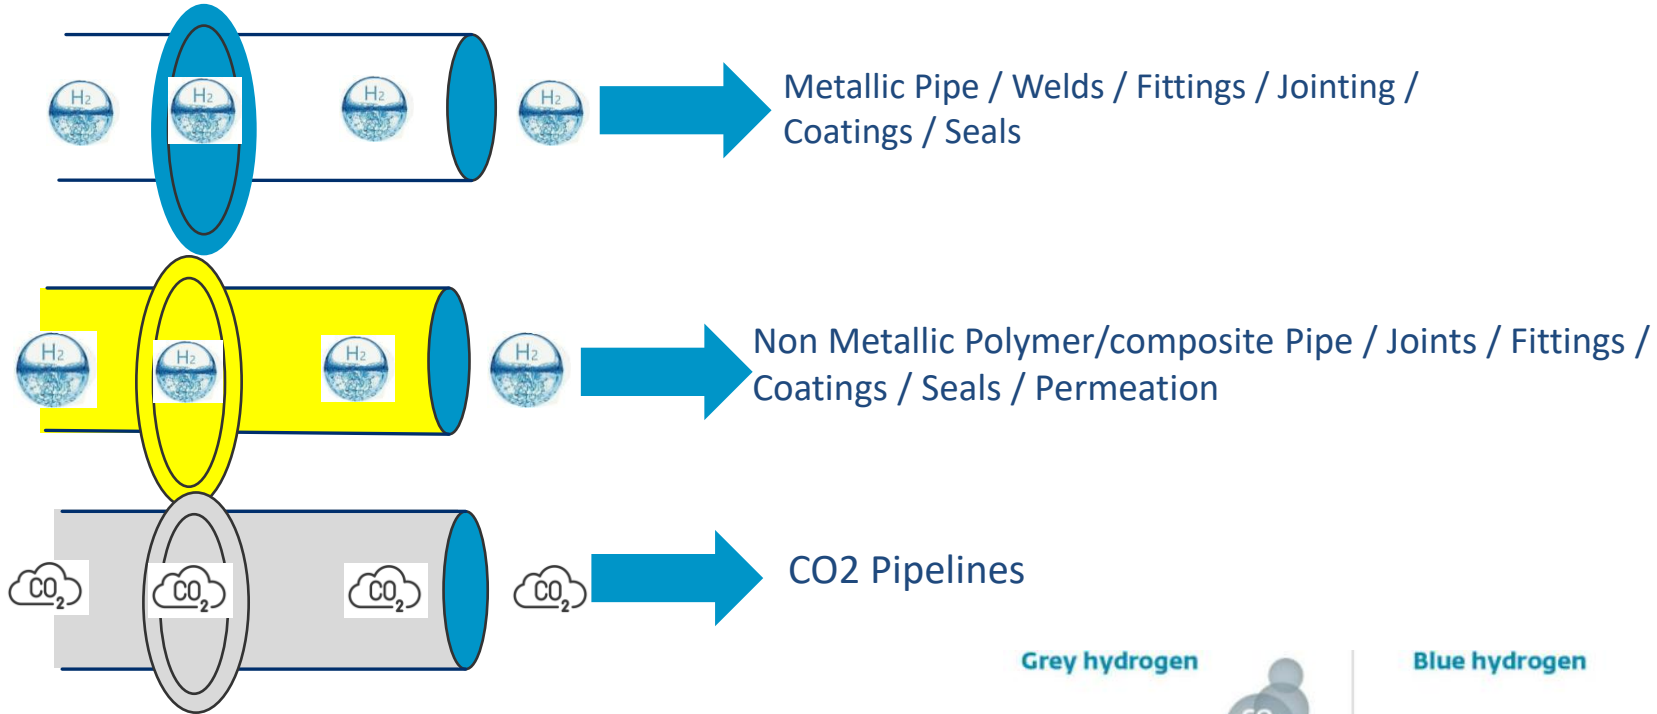 H2 H2 H2 H2
Metallic Pipe / Welds / Fittings / Jointing /
Coatings / Seals
H2 H2 H2 H2
Non Metallic Polymer/composite Pipe / Joints / Fittings /
Coatings / Seals / Permeation
CO2 CO2 CO2 CO2
CO2 Pipelines
Grey hydrogen
Blue hydrogen